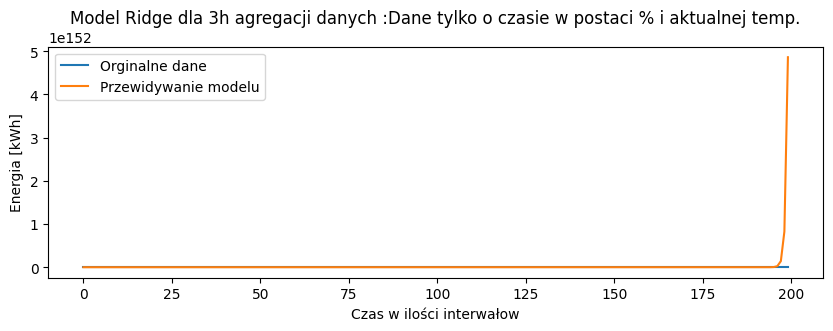 Model Ridge dla 3h agregacji danych :Dane tylko o czasie w postaci % i aktualnej temp.
1e152
5
4
3
2
1
0
Energia [kWh]
Orginalne dane
Przewidywanie modelu
0 25 50 75 100 125 150 175 200
Czas w ilości interwałow